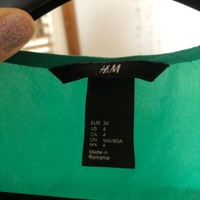 H&M
EUR 34
US 4
CA 4
CN 160/80A
MX 4
Made in
Romania